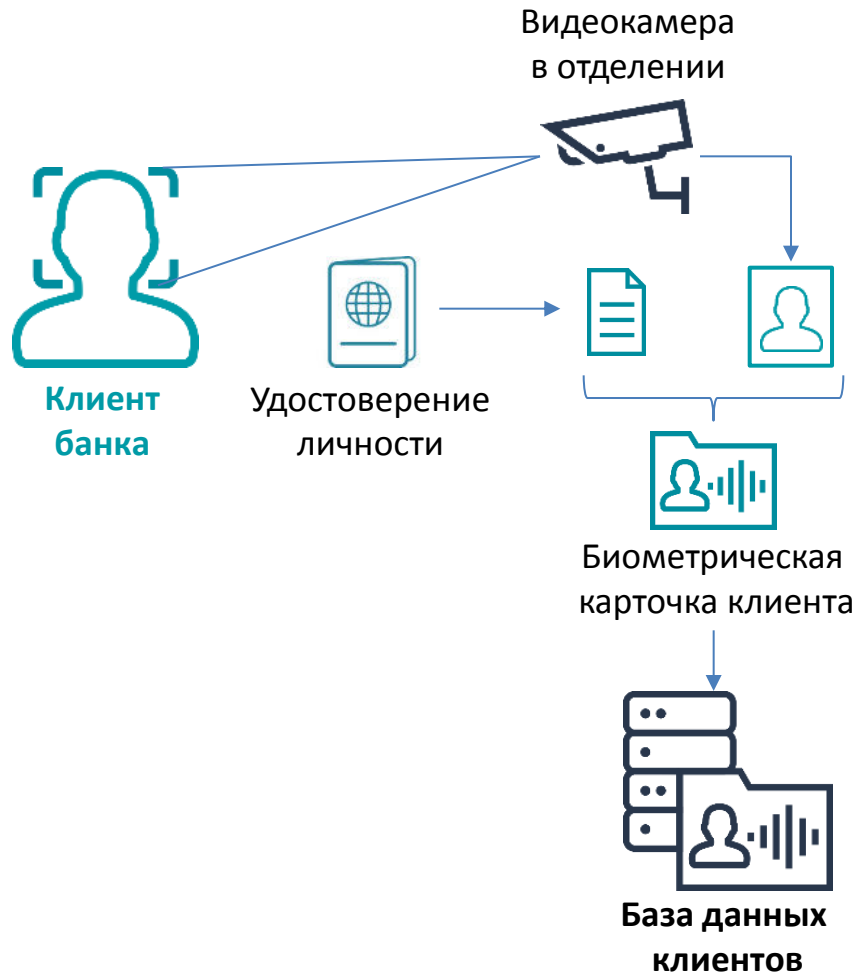 Видеокамера
в отделении
Клиент
банка
Удостоверение
личности
Биометрическая
карточка клиента
База данных
клиентов